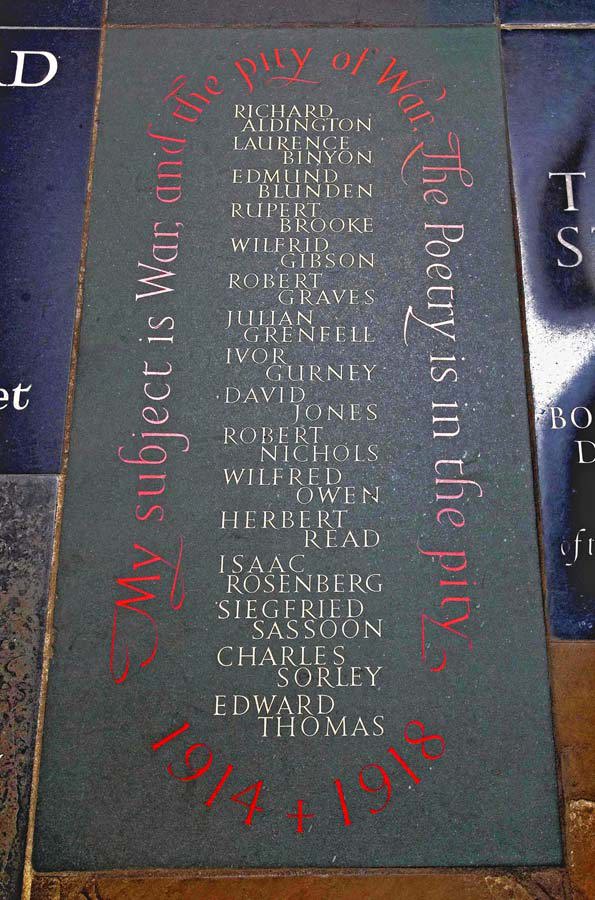 My subject is War, and the pity of War. The Poetry is in the pity.
RICHARD
ALDINGTON
LAURENCE
BINYON
EDMUND
BLUNDEN
RUPERT
BROOKE
WILFRID
GIBSON
ROBERT
GRAVES
JULIAN
GRENFELL
IVOR
GURNEY
DAVID
JONES
ROBERT
NICHOLS
WILFRED
OWEN
HERBERT
READ
ISAAC
ROSENBERG
SIEGFRIED
SASSOON
CHARLES
SORLEY
EDWARD
THOMAS
1914 + 1918